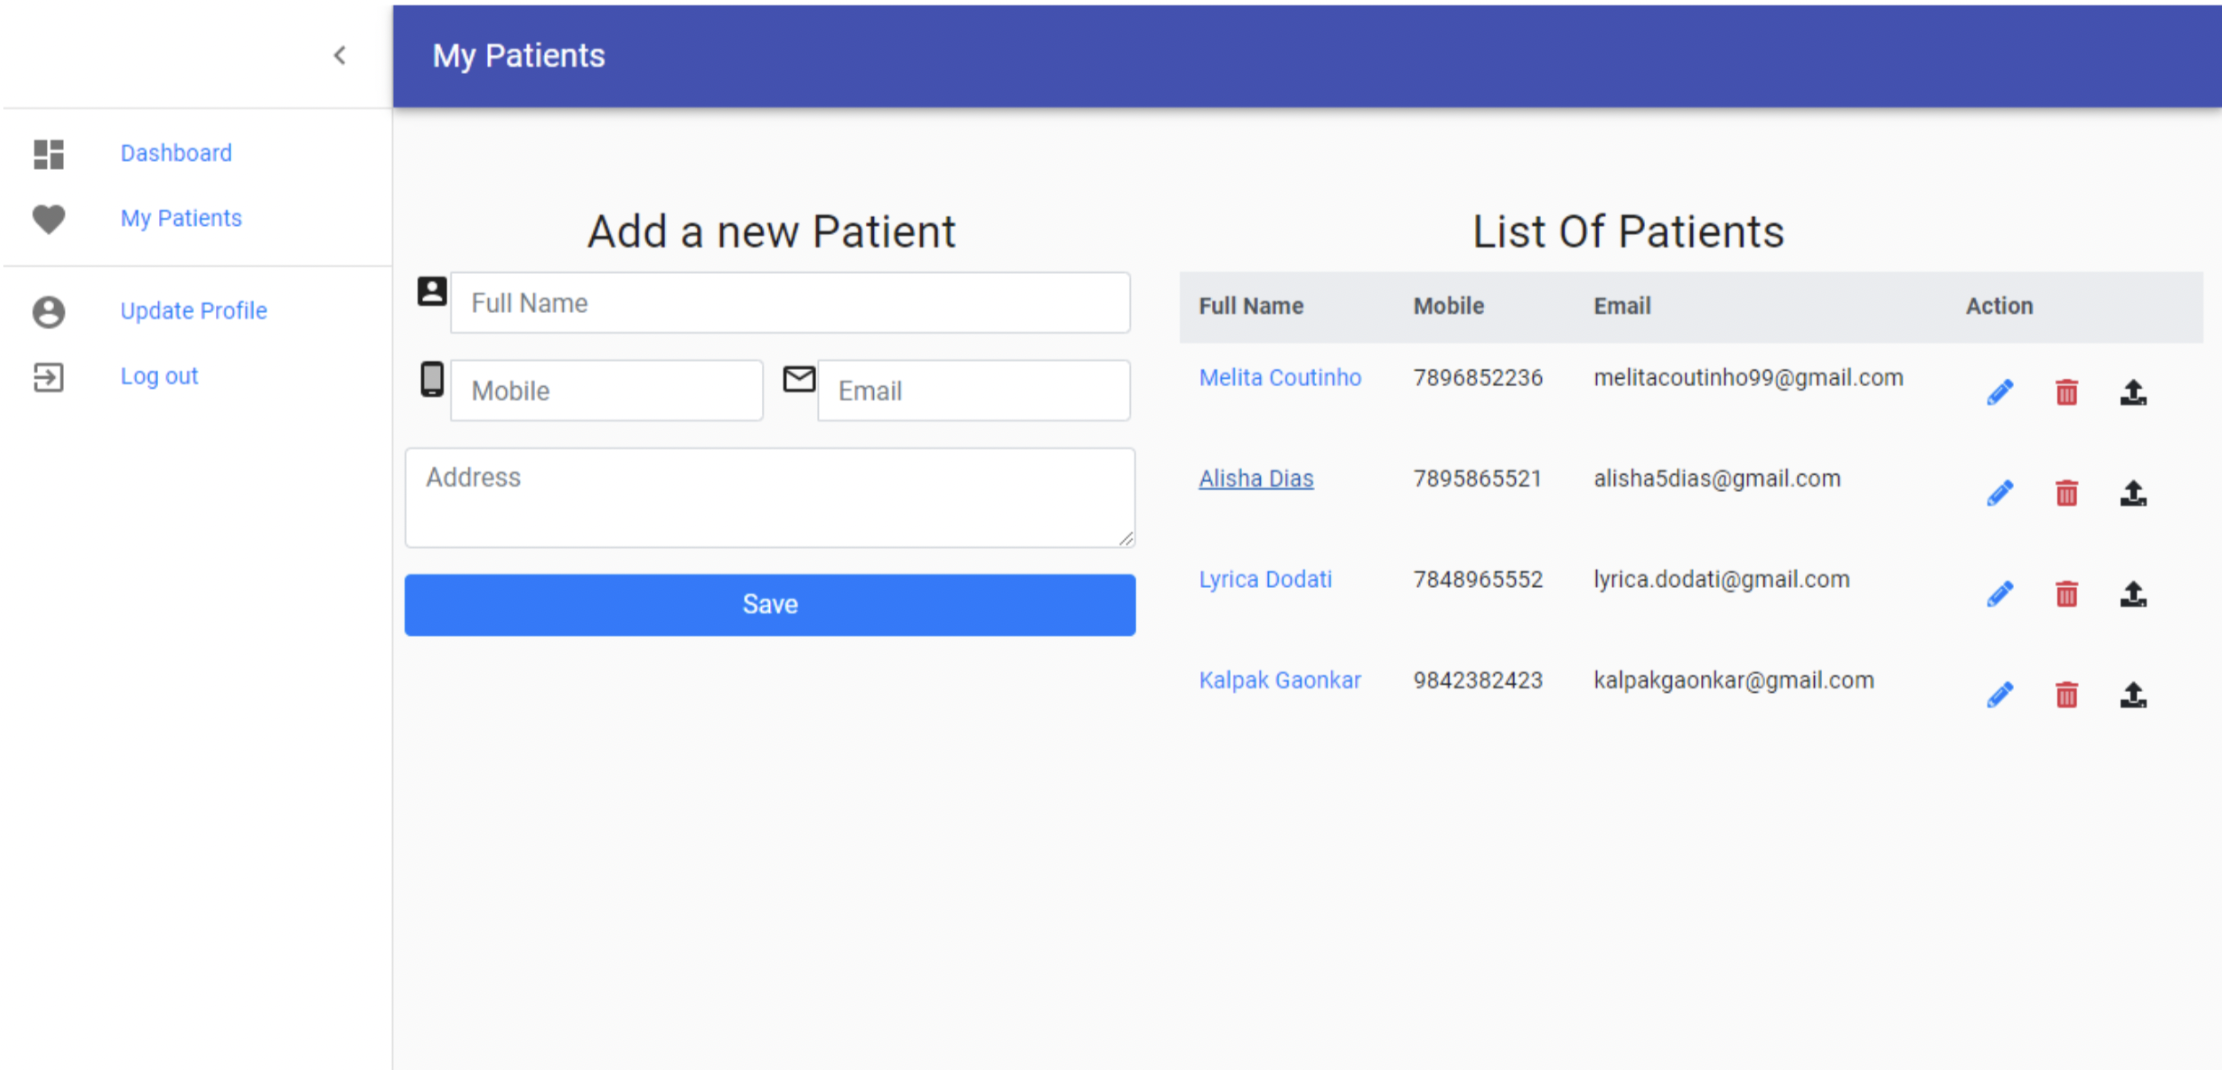 My Patients
Dashboard
My Patients
Update Profile
Log out
Add a new Patient
Full Name
Mobile
Email
Address
Save
List Of Patients
Full Name Mobile Email Action
Melita Coutinho 7896852236 melitacoutinho99@gmail.com
Alisha Dias 7895865521 alisha5dias@gmail.com
Lyrica Dodati 7848965552 lyrica.dodati@gmail.com
Kalpak Gaonkar 9842382423 kalpakgaonkar@gmail.com